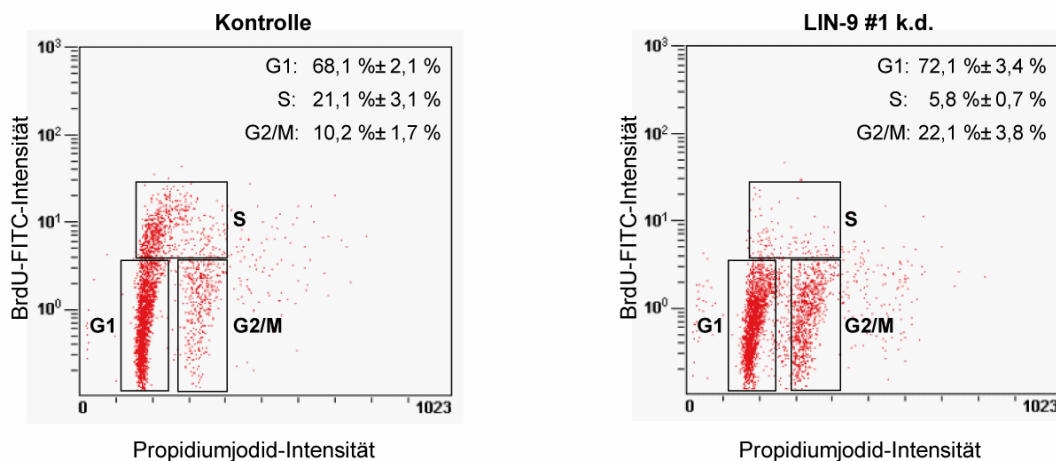 Kontrolle
G1: 68,1 %± 2,1 %
S: 21,1 %± 3,1 %
G2/M: 10,2 %± 1,7 %
10³
10²
10¹
10⁰
BrdU-FITC-Intensität
S
G1
G2/M
0 1023
Propidiumjodid-Intensität
LIN-9 #1 k.d.
G1: 72,1 %± 3,4 %
S: 5,8 %± 0,7 %
G2/M: 22,1 %± 3,8 %
10³
10²
10¹
10⁰
BrdU-FITC-Intensität
S
G1
G2/M
0 1023
Propidiumjodid-Intensität